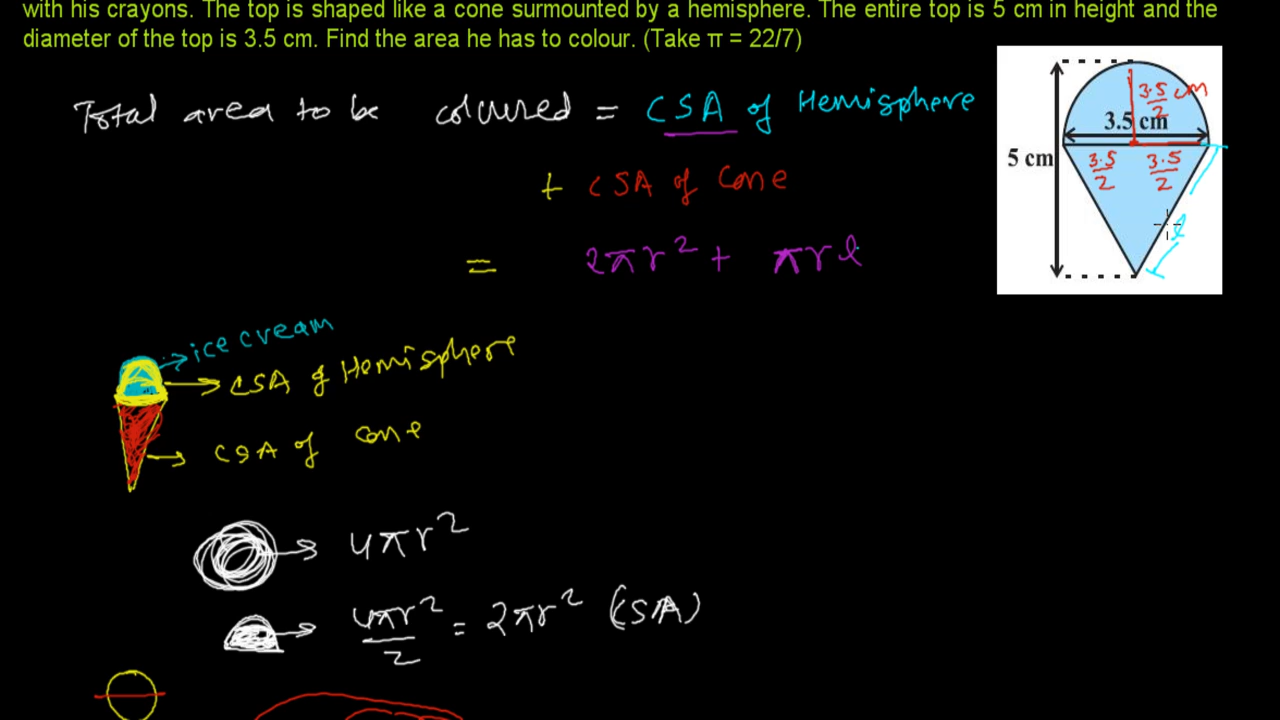 with his crayons. The top is shaped like a cone surmounted by a hemisphere. The entire top is 5 cm in height and the
diameter of the top is 3.5 cm. Find the area he has to colour. (Take π = 22/7)
Total area to be coloured = CSA of Hemisphere
+ CSA of Cone
= 2πr² + πrl
3.5/2 cm
3.5 cm
5 cm
3.5/2 3.5/2
l
ice cream
CSA of Hemisphere
CSA of cone
4πr²
4πr²/2 = 2πr² (CSA)